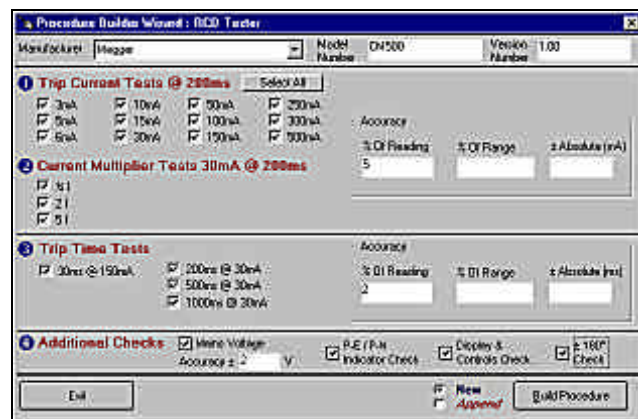 Procedure Builder Wizard : RCD Tester
Manufacturer Megger Model Number CM500 Version Number 1.00
1 Trip Current Tests @ 200ms Select All
3mA 10mA 50mA 250mA
5mA 15mA 100mA 300mA
6mA 30mA 150mA 500mA
Accuracy
% Of Reading % Of Range ± Absolute (mA)
5
2 Current Multiplier Tests 30mA @ 200ms
½ I
2 I
5 I
3 Trip Time Tests
30ms @ 150mA 200ms @ 30mA
500ms @ 30mA
1000ms @ 30mA
Accuracy
% Of Reading % Of Range ± Absolute (ms)
2
4 Additional Checks Mains Voltage
Accuracy ± 2 V
P-E / P-N Indicator Check
Display & Controls Check
± 180° Check
Exit New Append Build Procedure